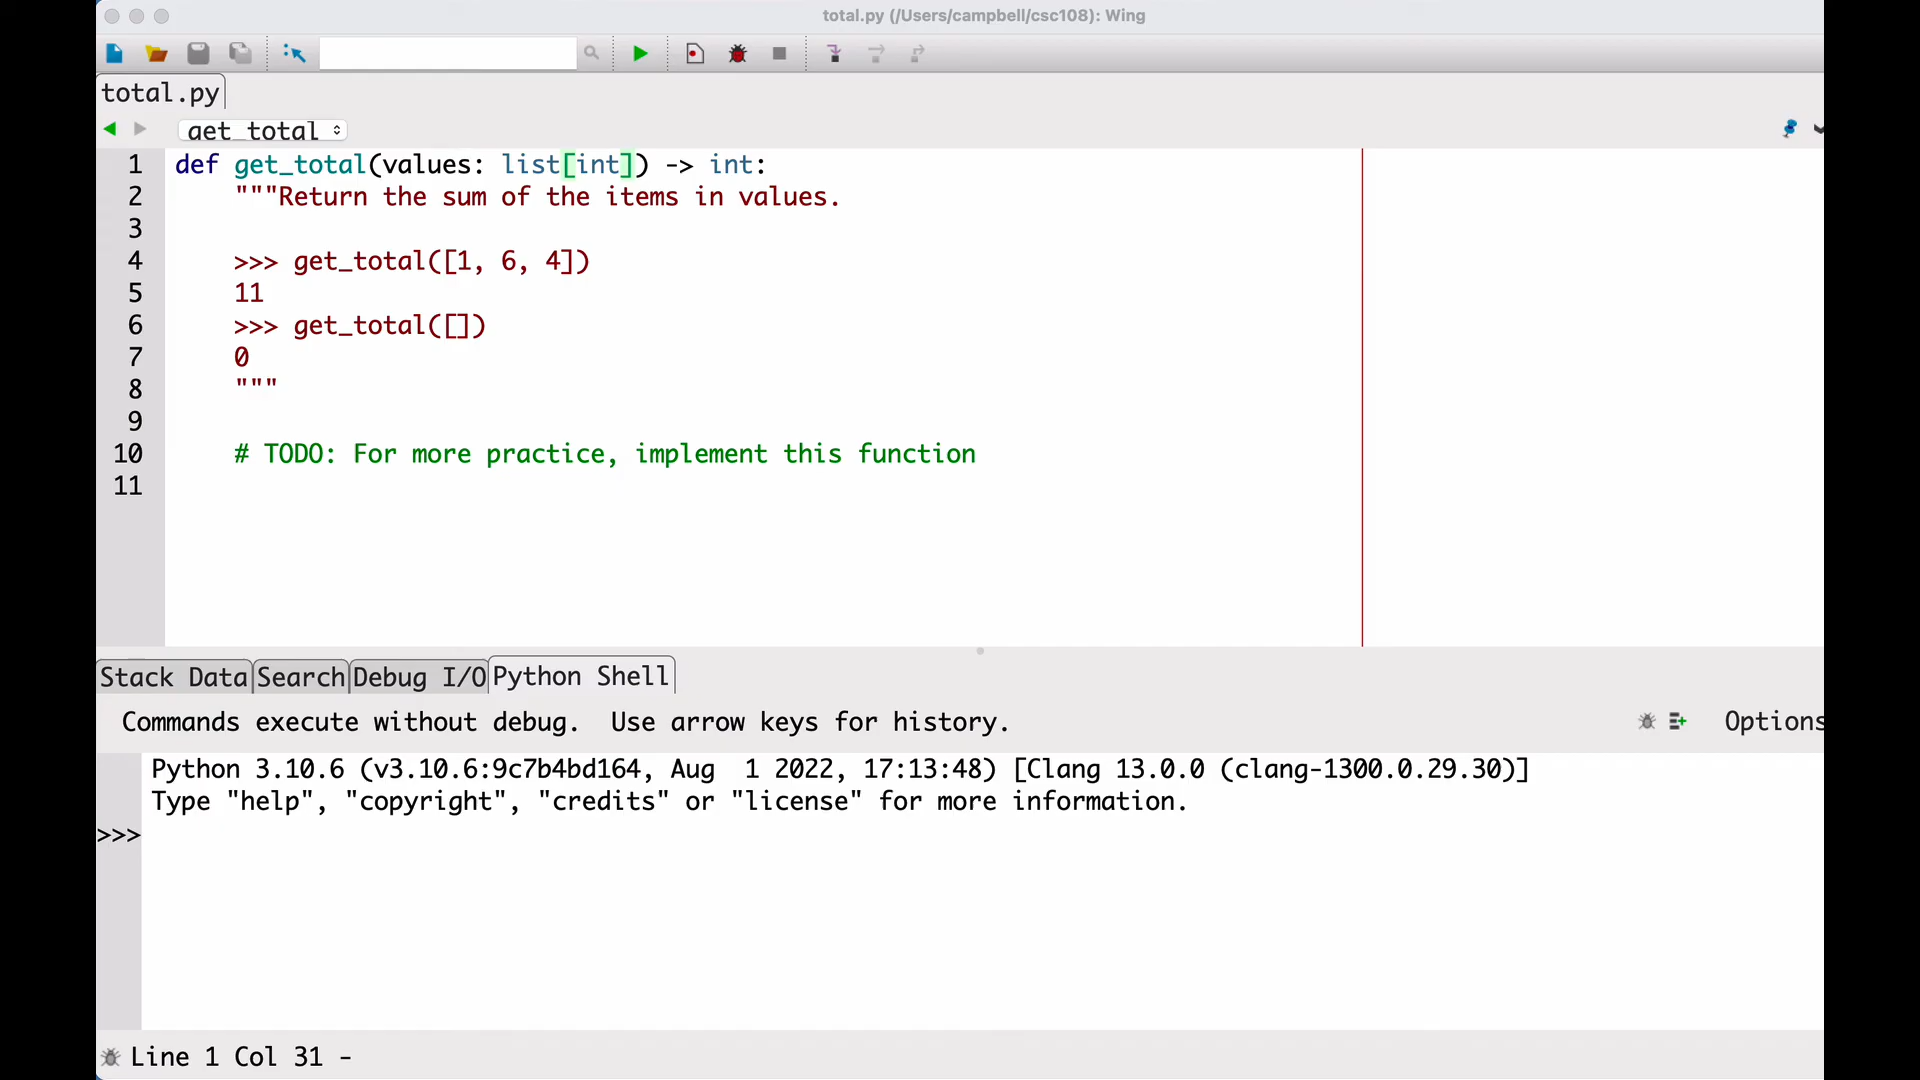 total.py (/Users/campbell/csc108): Wing
total.py
get_total
1 def get_total(values: list[int]) -> int:
2 """Return the sum of the items in values.
3
4 >>> get_total([1, 6, 4])
5 11
6 >>> get_total([])
7 0
8 """
9
10 # TODO: For more practice, implement this function
11
Stack Data Search Debug I/O Python Shell
Commands execute without debug. Use arrow keys for history. Options
Python 3.10.6 (v3.10.6:9c7b4bd164, Aug  1 2022, 17:13:48) [Clang 13.0.0 (clang-1300.0.29.30)]
Type "help", "copyright", "credits" or "license" for more information.
>>>
Line 1 Col 31 -